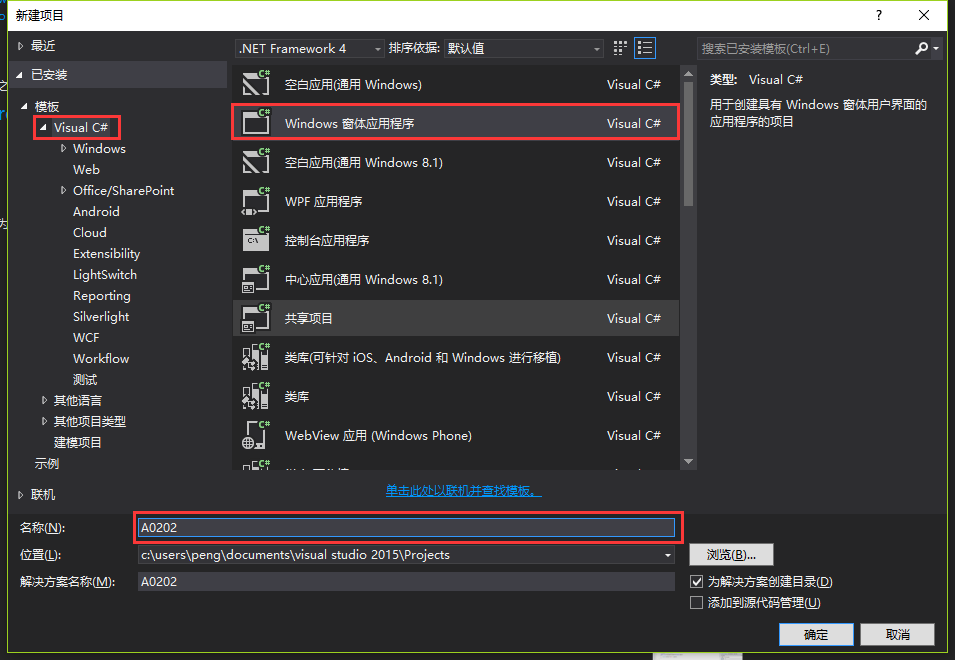 新建项目
?
最近
已安装
模板
Visual C#
Windows
Web
Office/SharePoint
Android
Cloud
Extensibility
LightSwitch
Reporting
Silverlight
WCF
Workflow
测试
其他语言
其他项目类型
建模项目
示例
联机
.NET Framework 4 排序依据: 默认值
空白应用(通用 Windows) Visual C#
Windows 窗体应用程序 Visual C#
空白应用(通用 Windows 8.1) Visual C#
WPF 应用程序 Visual C#
控制台应用程序 Visual C#
中心应用(通用 Windows 8.1) Visual C#
共享项目 Visual C#
类库(可针对 iOS、Android 和 Windows 进行移植) Visual C#
类库 Visual C#
WebView 应用 (Windows Phone) Visual C#
单击此处以联机并查找模板。
搜索已安装模板(Ctrl+E)
类型: Visual C#
用于创建具有 Windows 窗体用户界面的
应用程序的项目
名称(N): A0202
位置(L): c:\users\peng\documents\visual studio 2015\Projects 浏览(B)...
解决方案名称(M): A0202 为解决方案创建目录(D)
添加到源代码管理(U)
确定 取消